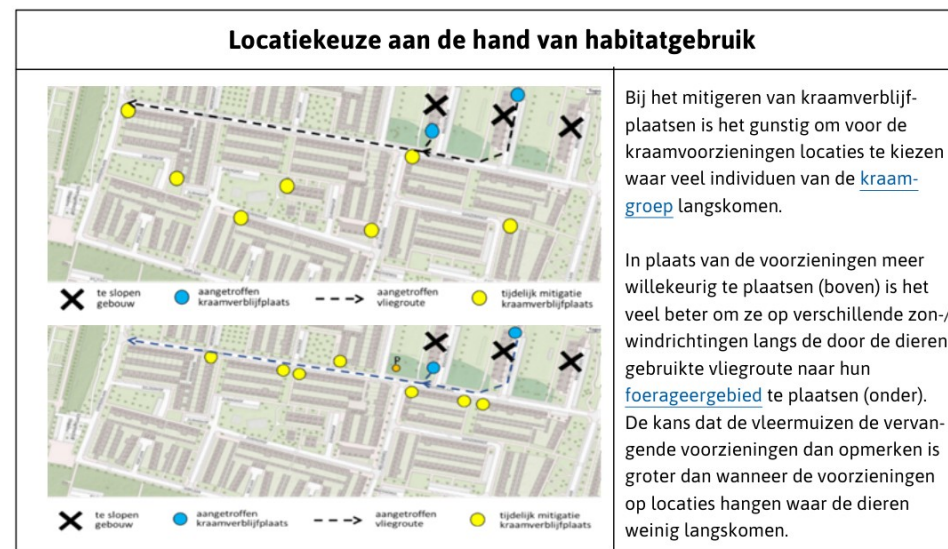 Locatiekeuze aan de hand van habitatgebruik
te slopen
gebouw
aangetroffen
kraamverblijfplaats
aangetroffen
vliegroute
tijdelijk mitigatie
kraamverblijfplaats
P
te slopen
gebouw
aangetroffen
kraamverblijfplaats
aangetroffen
vliegroute
tijdelijk mitigatie
kraamverblijfplaats
Bij het mitigeren van kraamverblijf-
plaatsen is het gunstig om voor de
kraamvoorzieningen locaties te kiezen
waar veel individuen van de kraam-
groep langskomen.
In plaats van de voorzieningen meer
willekeurig te plaatsen (boven) is het
veel beter om ze op verschillende zon-/
windrichtingen langs de door de dieren
gebruikte vliegroute naar hun
foerageergebied te plaatsen (onder).
De kans dat de vleermuizen de vervan-
gende voorzieningen dan opmerken is
groter dan wanneer de voorzieningen
op locaties hangen waar de dieren
weinig langskomen.